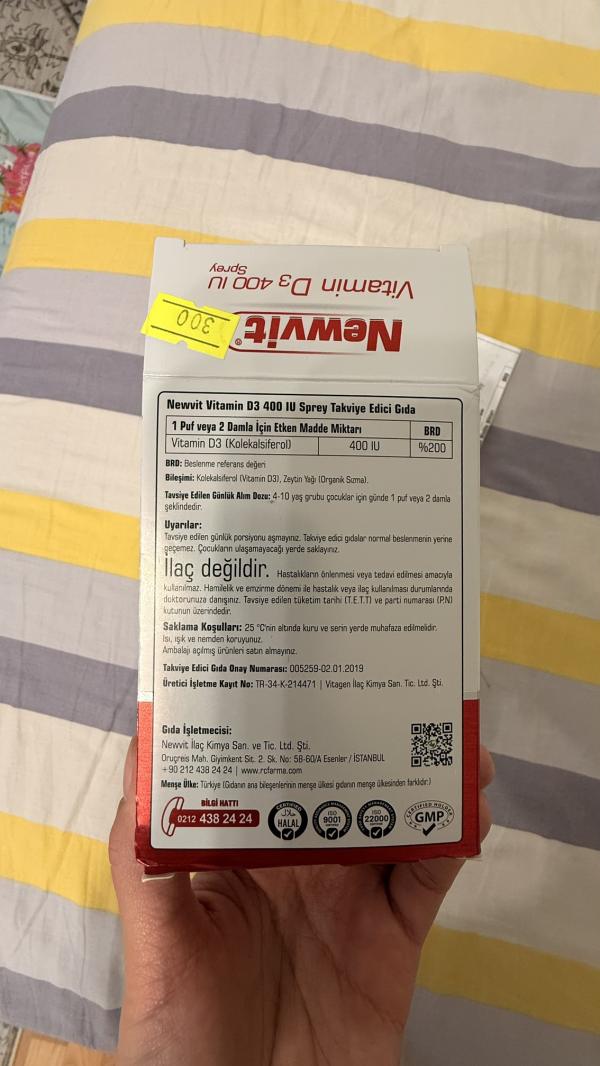 Vitamin D3 400 IU
Sprey
Newvit®
300
Newvit Vitamin D3 400 IU Sprey Takviye Edici Gıda
1 Puf veya 2 Damla İçin Etken Madde Miktarı BRD
Vitamin D3 (Kolekalsiferol) 400 IU %200
BRD: Beslenme referans değeri
Bileşimi: Kolekalsiferol (Vitamin D3), Zeytin Yağı (Organik Sızma).
Tavsiye Edilen Günlük Alım Dozu: 4-10 yaş grubu çocuklar için günde 1 puf veya 2 damla
şeklindedir.
Uyarılar:
Tavsiye edilen günlük porsiyonu aşmayınız. Takviye edici gıdalar normal beslenmenin yerine
geçemez. Çocukların ulaşamayacağı yerde saklayınız.
İlaç değildir. Hastalıkların önlenmesi veya tedavi edilmesi amacıyla
kullanılmaz. Hamilelik ve emzirme dönemi ile hastalık veya ilaç kullanılması durumlarında
doktorunuza danışınız. Tavsiye edilen tüketim tarihi (T.E.T.T) ve parti numarası (P.N)
kutunun üzerindedir.
Saklama Koşulları: 25 °C'nin altında kuru ve serin yerde muhafaza edilmelidir.
Isı, ışık ve nemden koruyunuz.
Ambalajı açılmış ürünleri satın almayınız.
Takviye Edici Gıda Onay Numarası: 005259-02.01.2019
Üretici İşletme Kayıt No: TR-34-K-214471 | Vitagen İlaç Kimya San. Tic. Ltd. Şti.
Gıda İşletmecisi:
Newvit İlaç Kimya San. ve Tic. Ltd. Şti.
Oruçreis Mah. Giyimkent Sit. 2. Sk. No: 58-60/A Esenler / İSTANBUL
+90 212 438 24 24 | www.rcfarma.com
Menşe Ülke: Türkiye (Gıdanın ana bileşenlerinin menşe ülkesi gıdanın menşe ülkesinden farklıdır.)
BİLGİ HATTI
0212 438 24 24
CERTIFIED
حلال
HALAL
ISO
9001
ISO
22000
CERTIFIED HOLDER
GMP